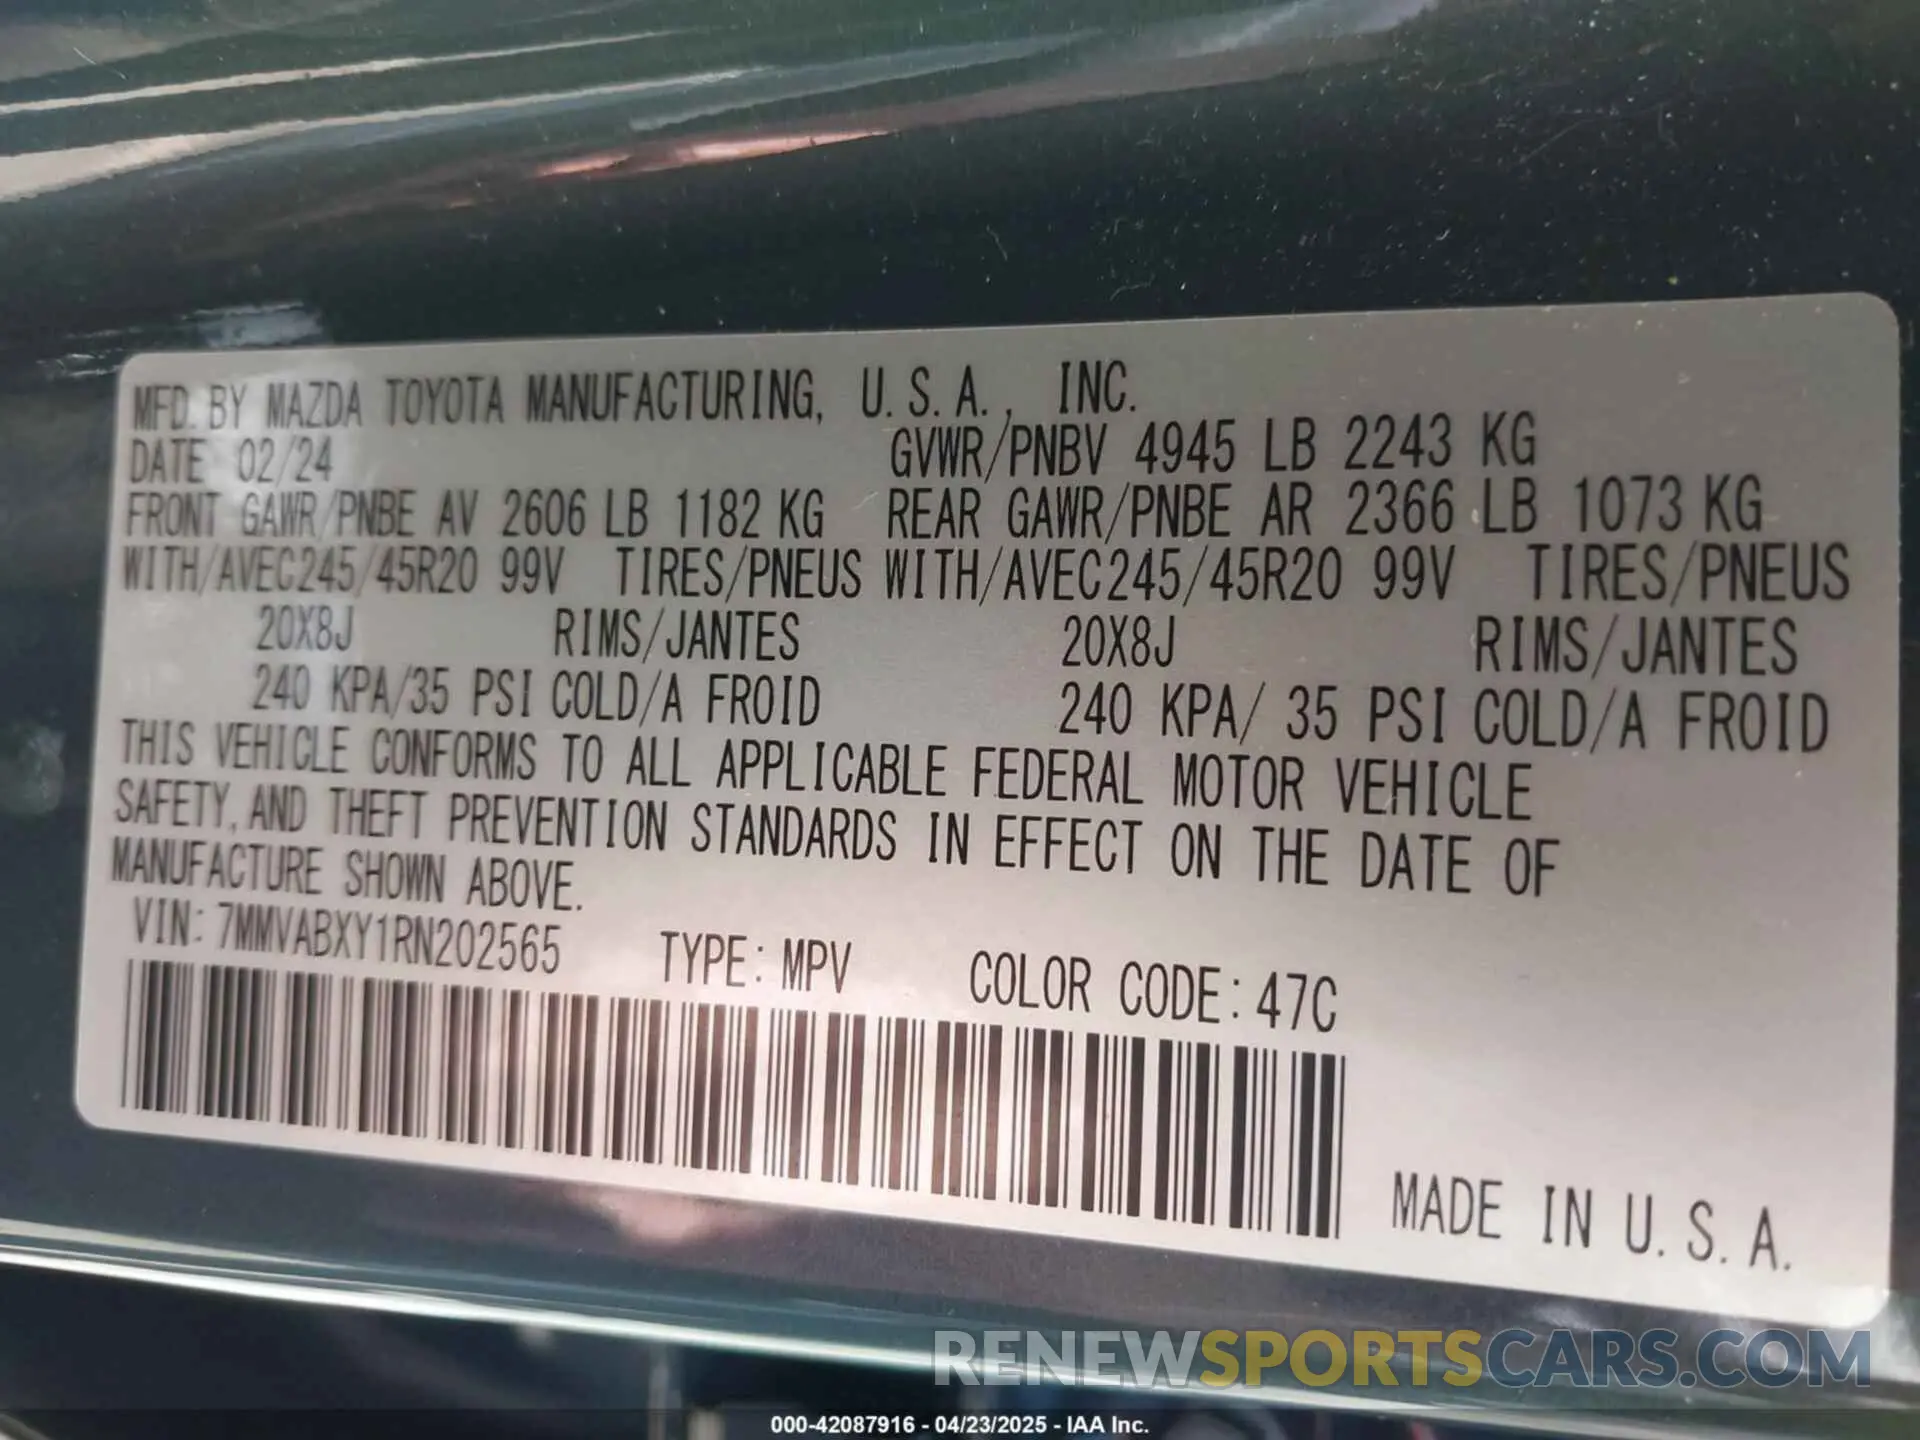 MFD. BY MAZDA TOYOTA MANUFACTURING, U.S.A., INC.
DATE 02/24 GVWR/PNBV 4945 LB 2243 KG
FRONT GAWR/PNBE AV 2606 LB 1182 KG REAR GAWR/PNBE AR 2366 LB 1073 KG
WITH/AVEC245/45R20 99V TIRES/PNEUS WITH/AVEC245/45R20 99V TIRES/PNEUS
20X8J RIMS/JANTES 20X8J RIMS/JANTES
240 KPA/35 PSI COLD/A FROID 240 KPA/ 35 PSI COLD/A FROID
THIS VEHICLE CONFORMS TO ALL APPLICABLE FEDERAL MOTOR VEHICLE
SAFETY, AND THEFT PREVENTION STANDARDS IN EFFECT ON THE DATE OF
MANUFACTURE SHOWN ABOVE.
VIN: 7MMVABXY1RN202565 TYPE: MPV COLOR CODE: 47C
MADE IN U.S.A.
RENEWSPORTSCARS.COM
000-42087916 - 04/23/2025 - IAA Inc.